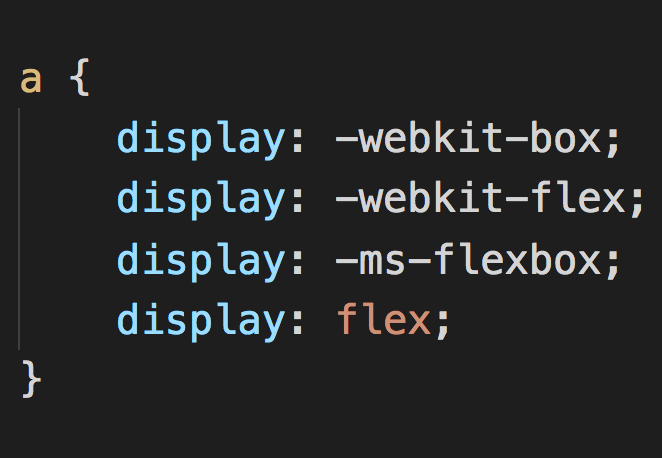 a {
display: -webkit-box;
display: -webkit-flex;
display: -ms-flexbox;
display: flex;
}